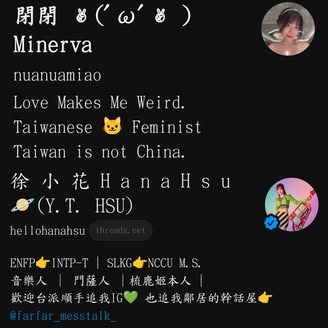 閉閉 ✌(´ω´✌ )
Minerva
nuanuamiao
Love Makes Me Weird.
Taiwanese 🐱 Feminist
Taiwan is not China.
徐 小 花 H a n a H s u
🪐(Y.T. HSU)
hellohanahsu threads.net
ENFP👉INTP-T | SLKG👉NCCU M.S.
音樂人 | 門薩人 |梳鹿姬本人 |
歡迎台派順手追我IG💚 也追我鄰居的幹話屋👉
@farfar_messtalk_